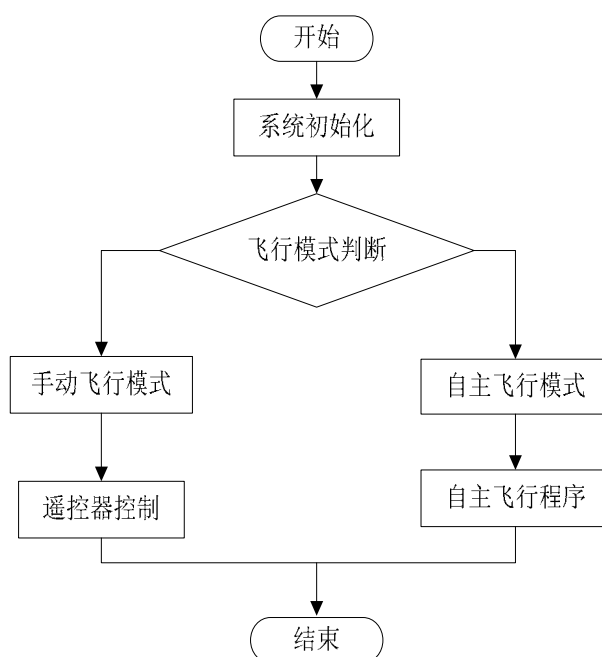 开始
系统初始化
飞行模式判断
手动飞行模式
自主飞行模式
遥控器控制
自主飞行程序
结束